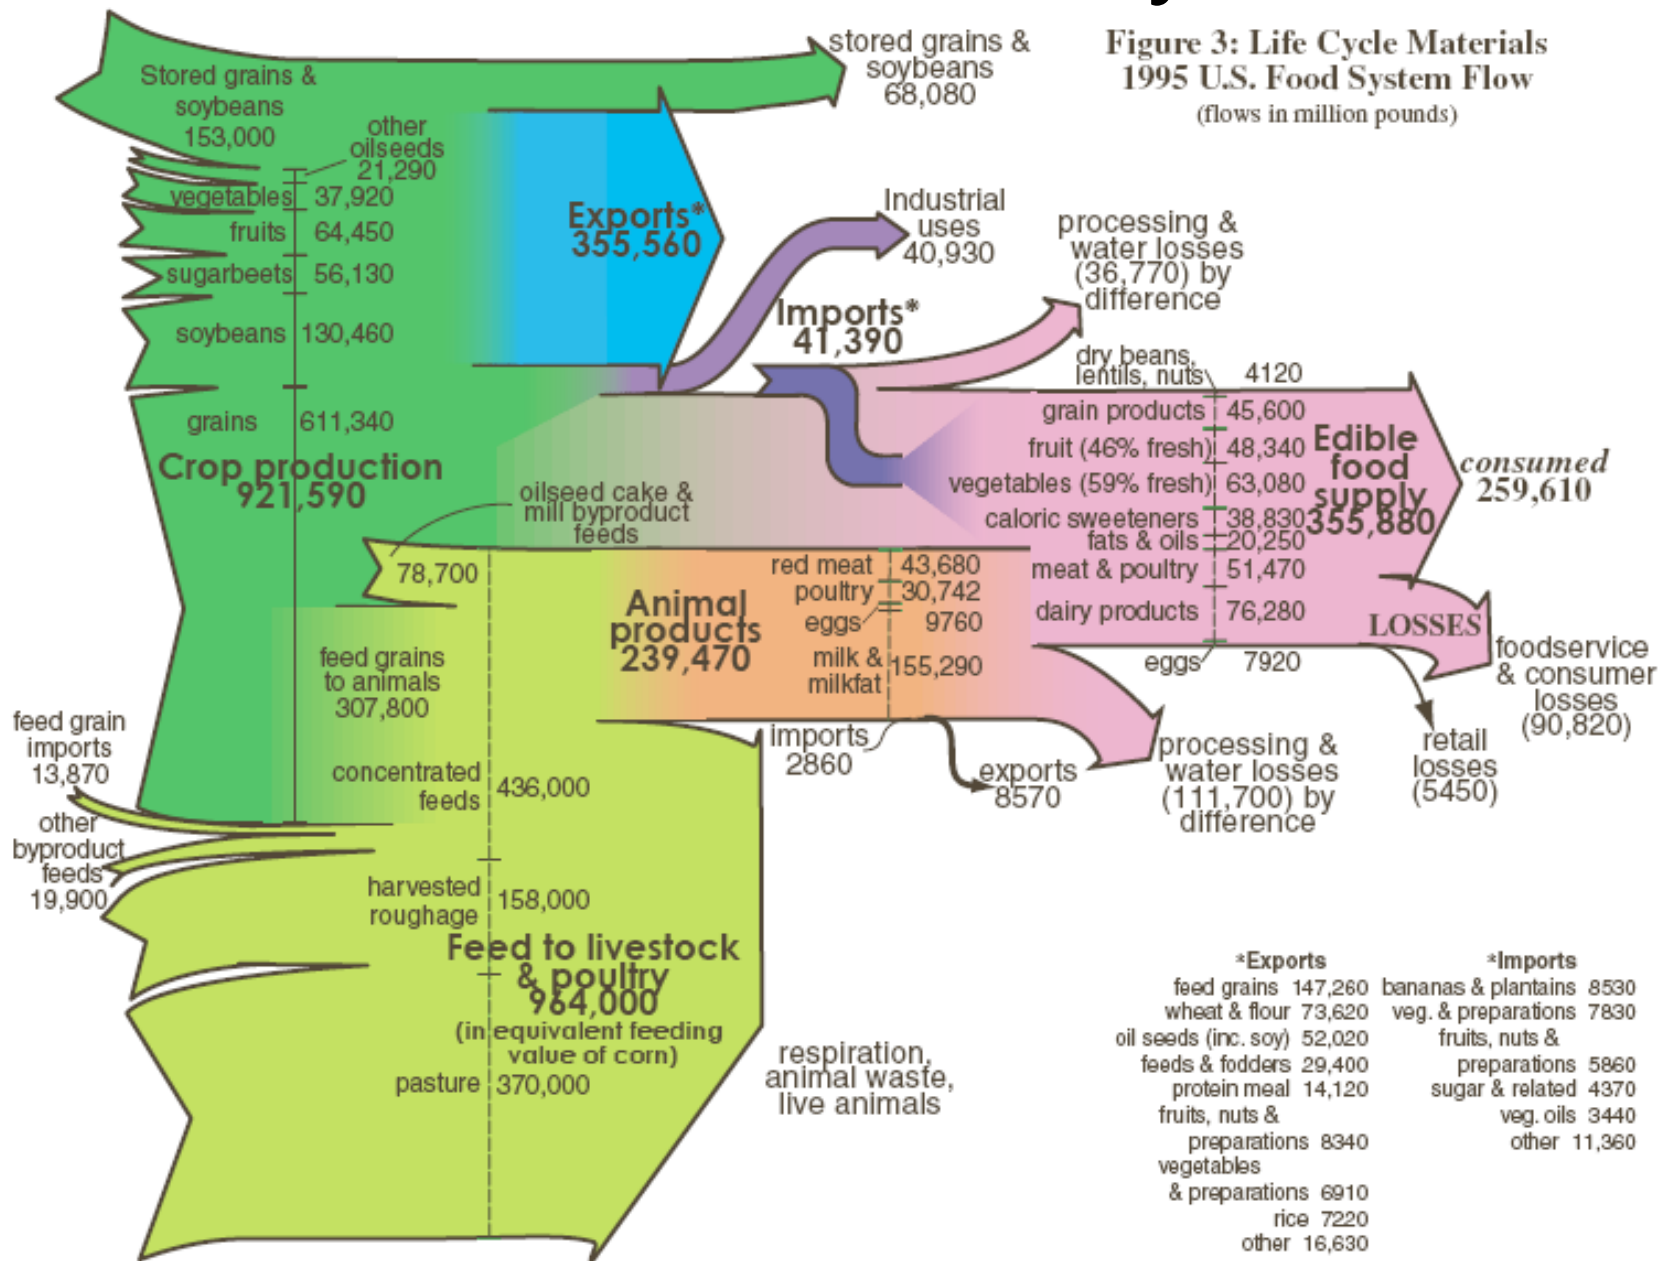 Figure 3: Life Cycle Materials
1995 U.S. Food System Flow
(flows in million pounds)
stored grains &
soybeans
68,080
Stored grains &
soybeans
153,000
other
oilseeds
21,290
vegetables 37,920
fruits 64,450
sugarbeets 56,130
soybeans 130,460
grains 611,340
Crop production
921,590
Exports*
355,560
Industrial
uses
40,930
Imports*
41,390
processing &
water losses
(36,770) by
difference
dry beans,
lentils, nuts 4120
grain products 45,600
fruit (46% fresh) 48,340
vegetables (59% fresh) 63,080
caloric sweeteners 38,830
fats & oils 20,250
meat & poultry 51,470
dairy products 76,280
eggs 7920
Edible
food
supply
355,880
consumed
259,610
LOSSES
foodservice
& consumer
losses
(90,820)
retail
losses
(5450)
oilseed cake &
mill byproduct
feeds
78,700
Animal
products
239,470
red meat 43,680
poultry 30,742
eggs 9760
milk &
milkfat 155,290
imports
2860
exports
8570
processing &
water losses
(111,700) by
difference
feed grains
to animals
307,800
feed grain
imports
13,870
other
byproduct
feeds
19,900
concentrated
feeds 436,000
harvested
roughage 158,000
Feed to livestock
& poultry
964,000
(in equivalent feeding
value of corn)
pasture 370,000
respiration,
animal waste,
live animals
*Exports
feed grains 147,260
wheat & flour 73,620
oil seeds (inc. soy) 52,020
feeds & fodders 29,400
protein meal 14,120
fruits, nuts &
preparations 8340
vegetables
& preparations 6910
rice 7220
other 16,630
*Imports
bananas & plantains 8530
veg. & preparations 7830
fruits, nuts &
preparations 5860
sugar & related 4370
veg. oils 3440
other 11,360